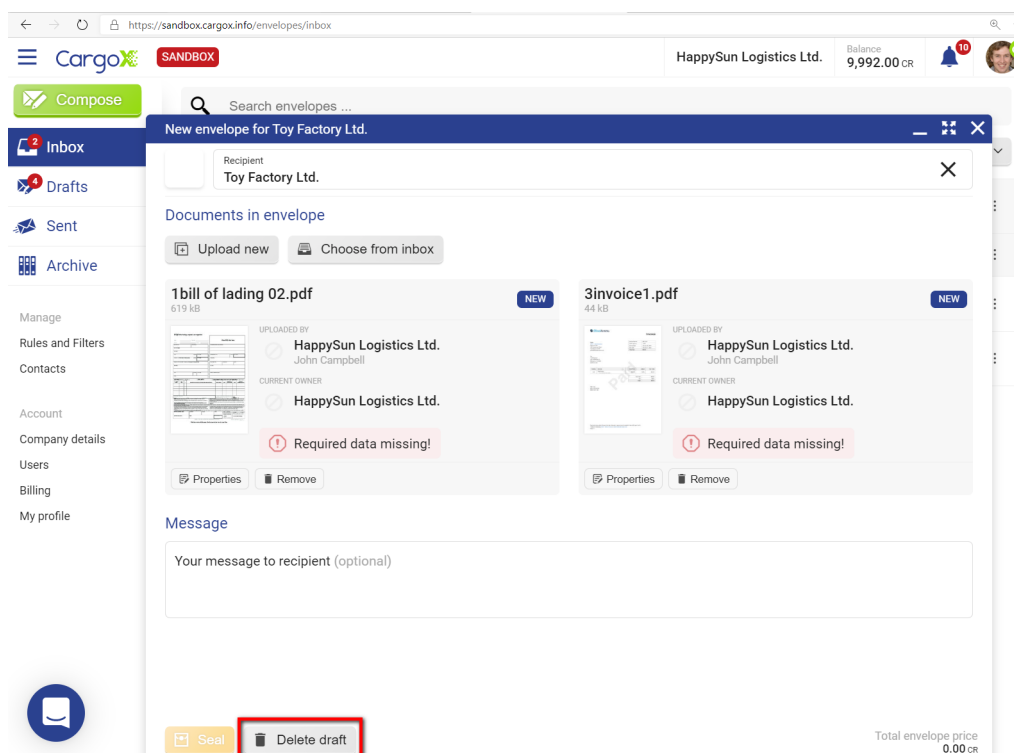 https://sandbox.cargox.info/envelopes/inbox
CargoX
SANDBOX
HappySun Logistics Ltd.
Balance
9,992.00 CR
10
Compose
Search envelopes ...
2
Inbox
4
Drafts
Sent
Archive
Manage
Rules and Filters
Contacts
Account
Company details
Users
Billing
My profile
New envelope for Toy Factory Ltd.
Recipient
Toy Factory Ltd.
Documents in envelope
Upload new
Choose from inbox
1bill of lading 02.pdf
619 kB
NEW
UPLOADED BY
HappySun Logistics Ltd.
John Campbell
CURRENT OWNER
HappySun Logistics Ltd.
Required data missing!
Properties
Remove
3invoice1.pdf
44 kB
NEW
UPLOADED BY
HappySun Logistics Ltd.
John Campbell
CURRENT OWNER
HappySun Logistics Ltd.
Paid
Required data missing!
Properties
Remove
Message
Your message to recipient (optional)
Seal
Delete draft
Total envelope price
0.00 CR